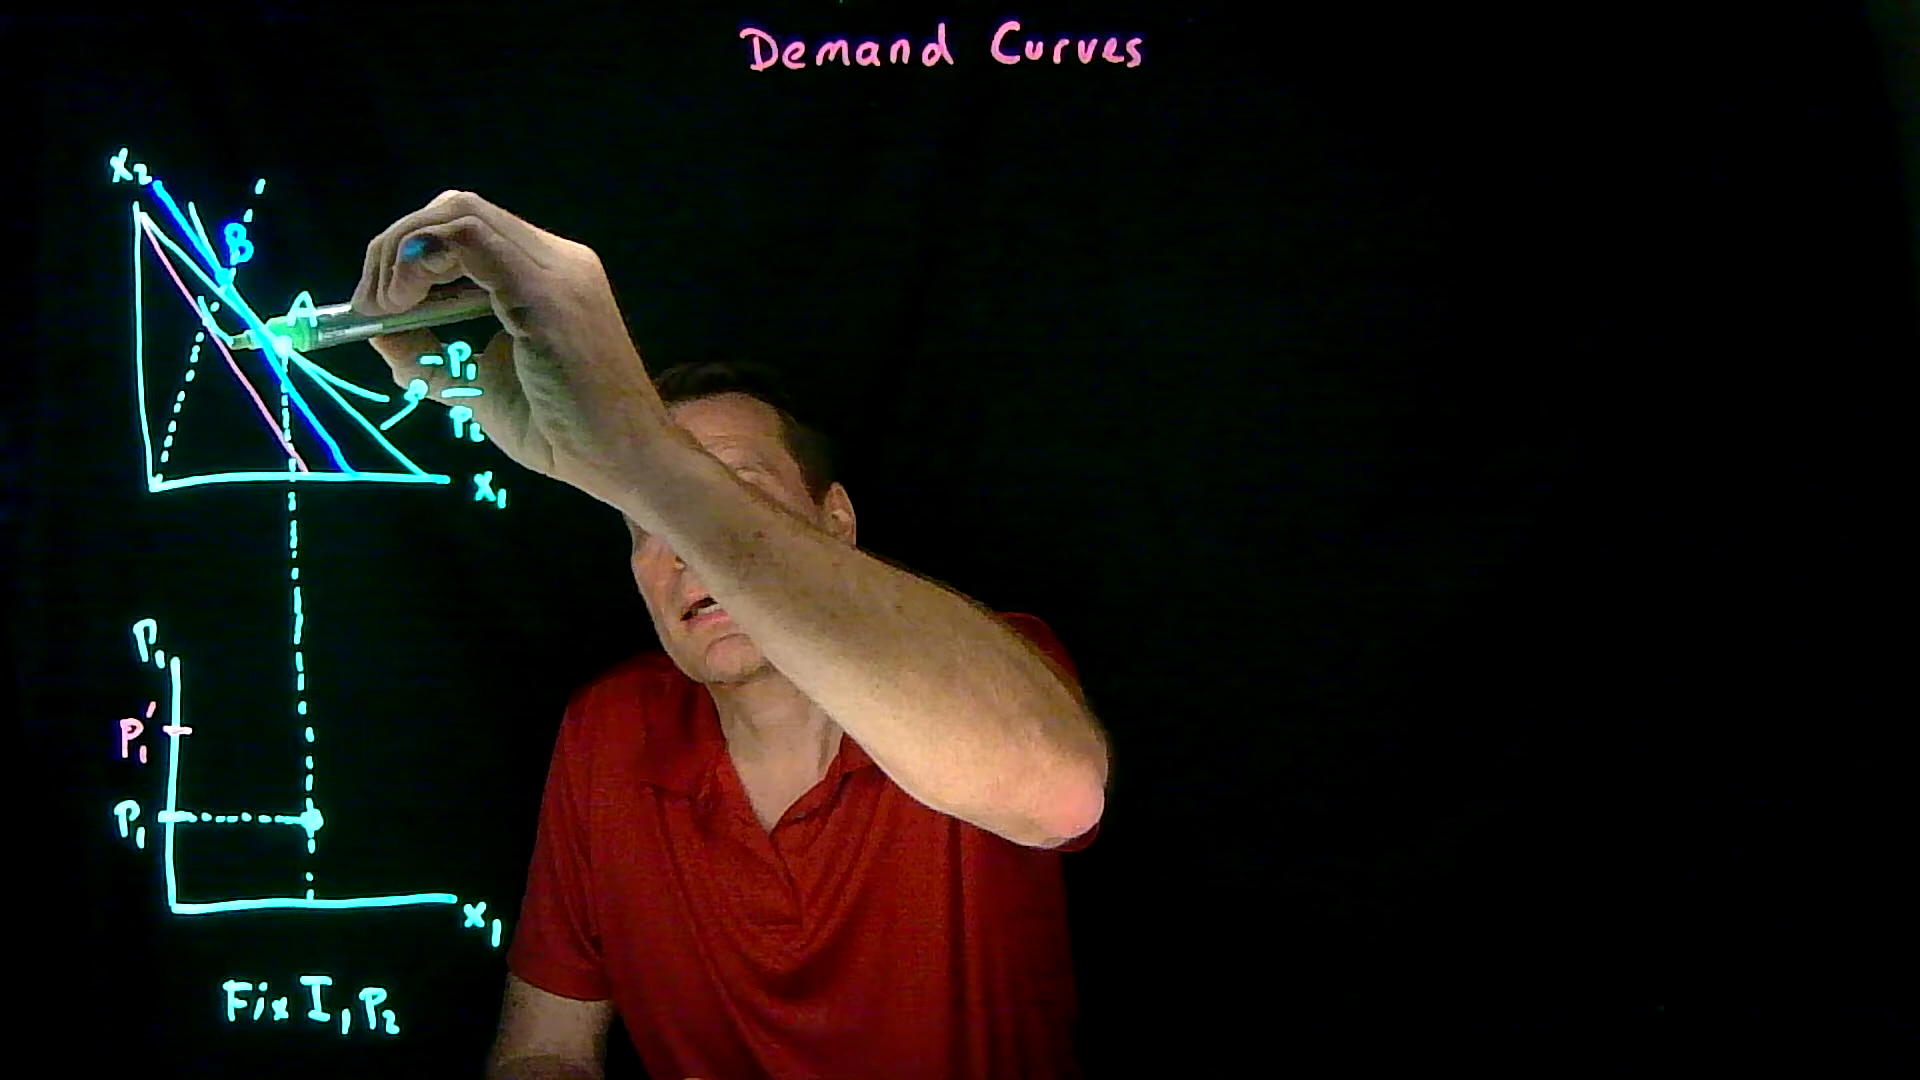 Demand Curves
x₂
B
A
-P₁
P₂
x₁
P₁
P₁'
P₁
x₁
Fix I, P₂